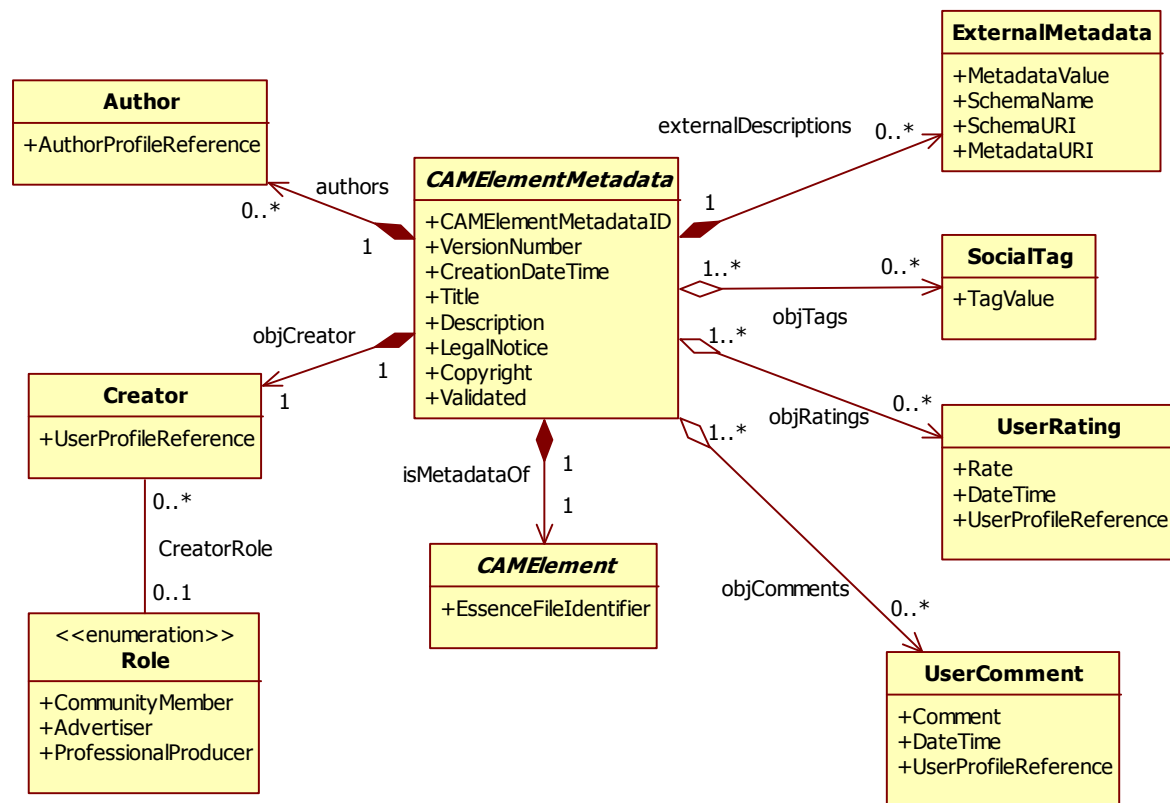 ExternalMetadata
+MetadataValue
+SchemaName
+SchemaURI
+MetadataURI
Author
+AuthorProfileReference
externalDescriptions
0..*
1
authors
0..*
1
CAMElementMetadata
+CAMElementMetadataID
+VersionNumber
+CreationDateTime
+Title
+Description
+LegalNotice
+Copyright
+Validated
1..*
0..*
objTags
SocialTag
+TagValue
objCreator
1
1
1..*
0..*
objRatings
Creator
+UserProfileReference
UserRating
+Rate
+DateTime
+UserProfileReference
1..*
0..*
objComments
isMetadataOf
1
1
CAMElement
+EssenceFileIdentifier
0..*
CreatorRole
0..1
<<enumeration>>
Role
+CommunityMember
+Advertiser
+ProfessionalProducer
UserComment
+Comment
+DateTime
+UserProfileReference